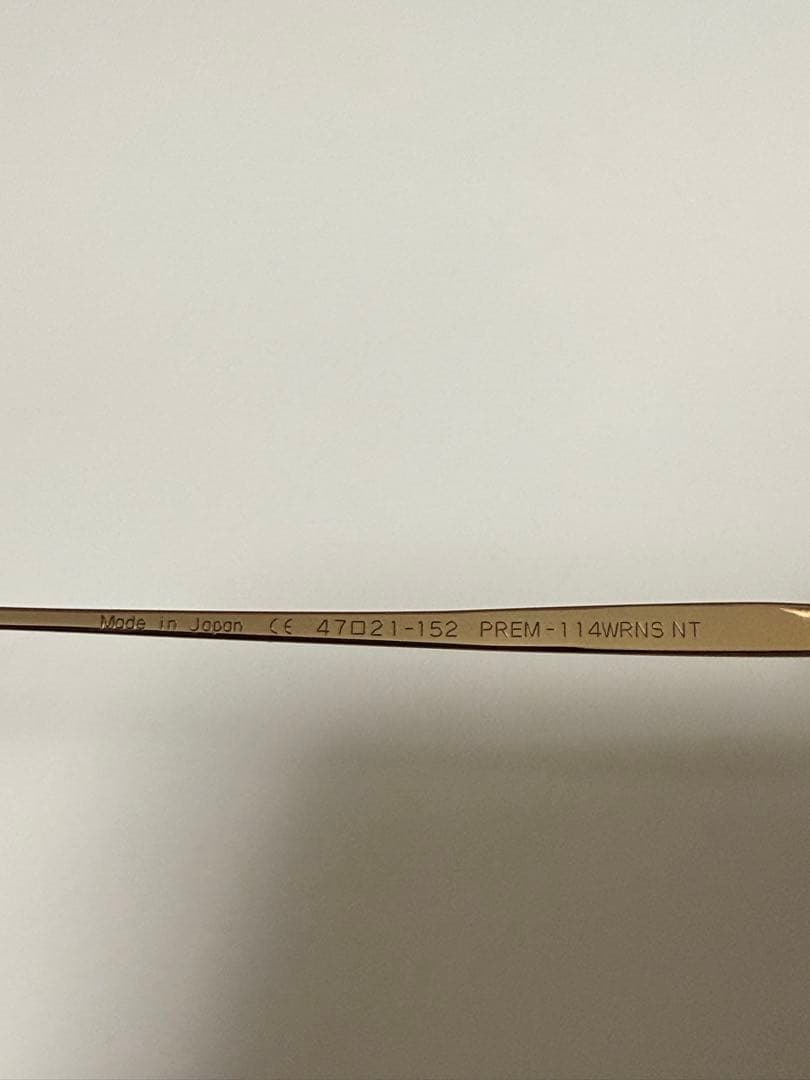 Made in Japan CE 47□21-152 PREM-114WRNS NT